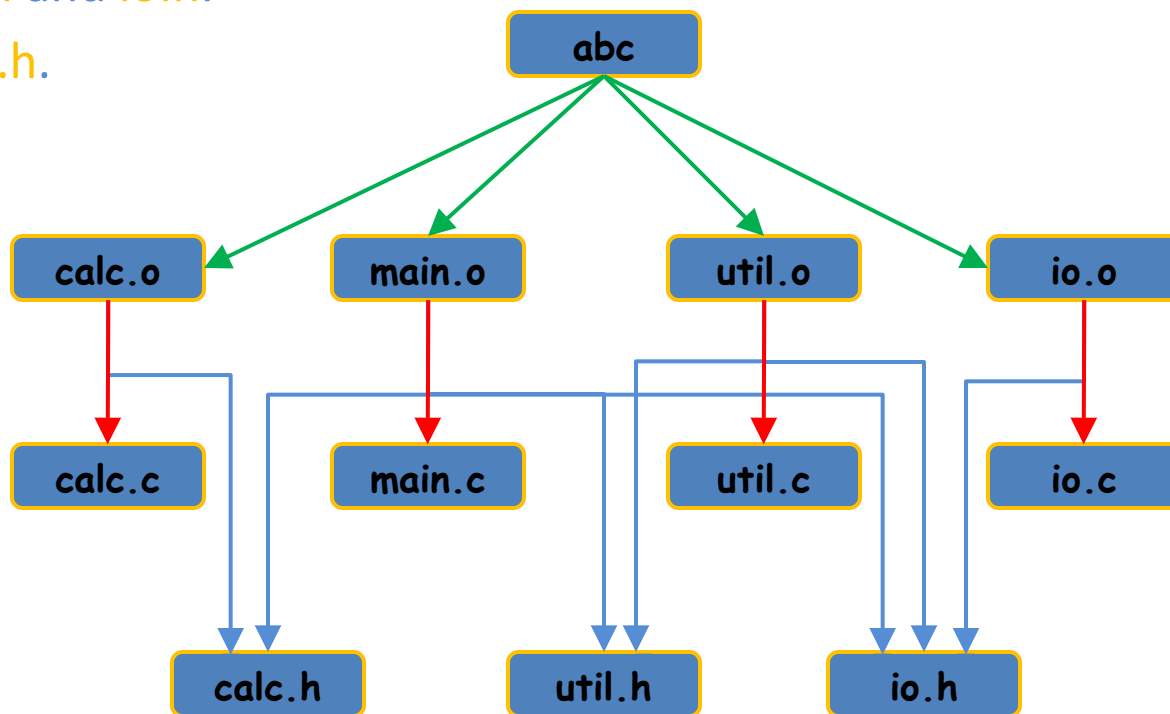 .h.
abc
calc.o main.o util.o io.o
calc.c main.c util.c io.c
calc.h util.h io.h